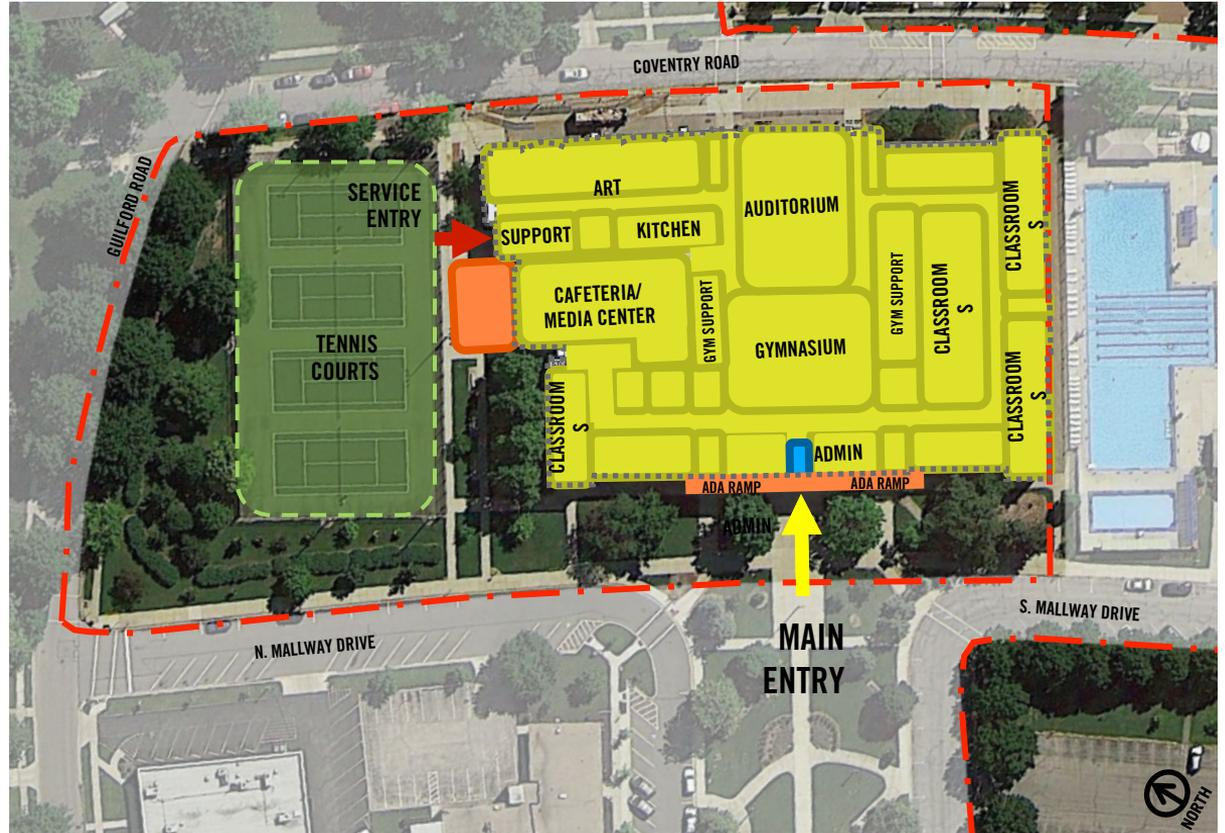 COVENTRY ROAD
GUILFORD ROAD
SERVICE
ENTRY
ART
AUDITORIUM
SUPPORT
KITCHEN
CLASSROOM
S
CAFETERIA/
MEDIA CENTER
GYM SUPPORT
GYM SUPPORT
CLASSROOM
S
TENNIS
COURTS
GYMNASIUM
CLASSROOM
S
CLASSROOM
S
ADMIN
ADA RAMP
ADA RAMP
ADMIN
MAIN
ENTRY
N. MALLWAY DRIVE
S. MALLWAY DRIVE
NORTH